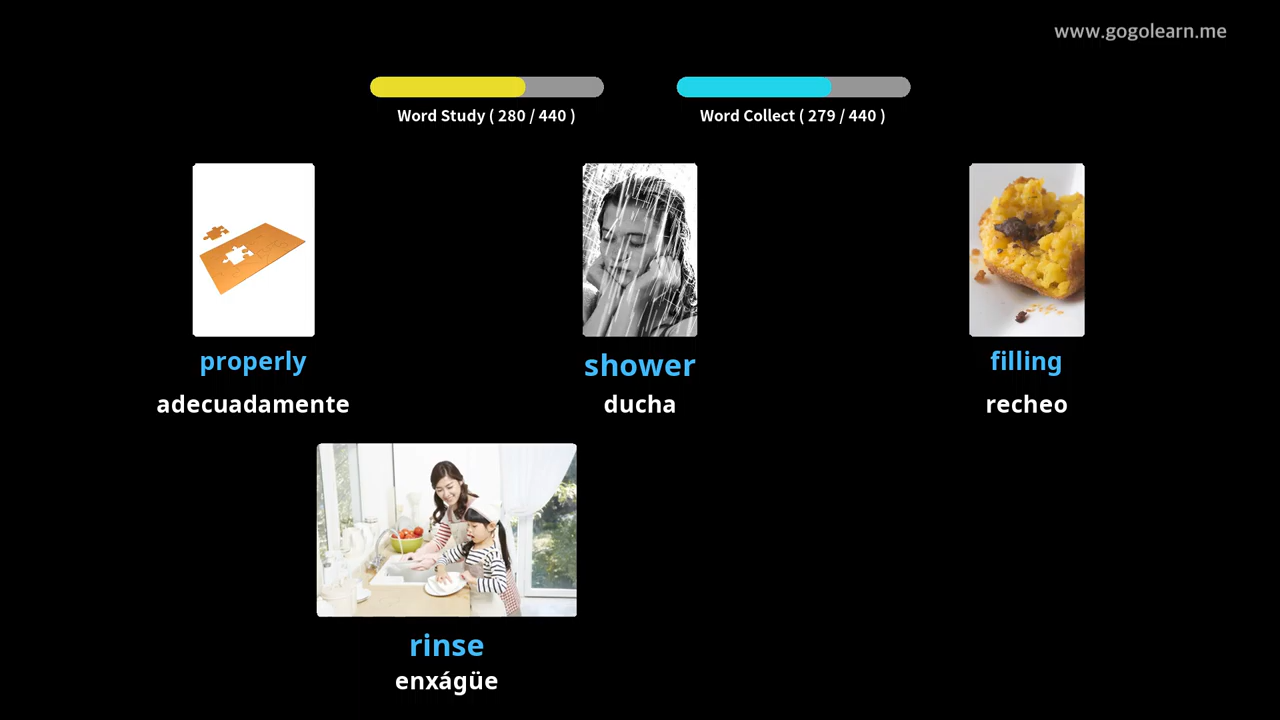 www.gogolearn.me
Word Study ( 280 / 440 )
Word Collect ( 279 / 440 )
properly
shower
filling
adecuadamente
ducha
recheo
rinse
enxágüe